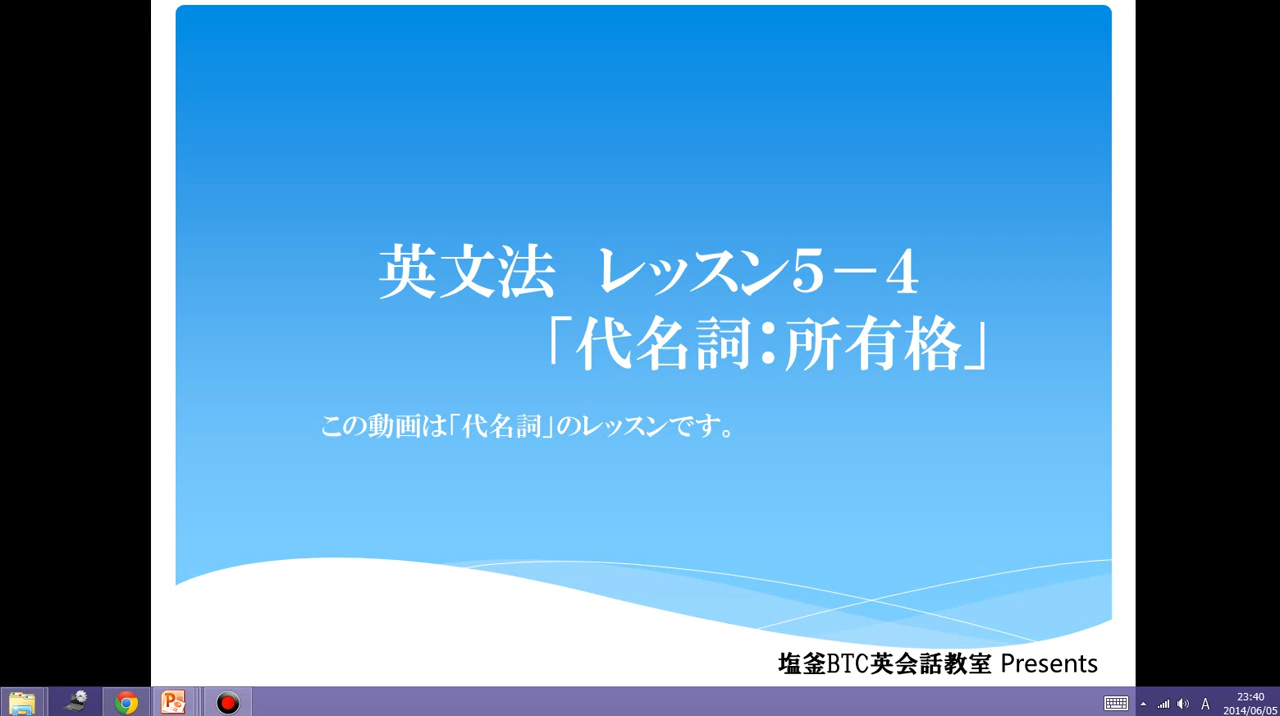 英文法　レッスン５－４
「代名詞：所有格」
この動画は「代名詞」のレッスンです。
塩釜BTC英会話教室 Presents
A
23:40
2014/06/05